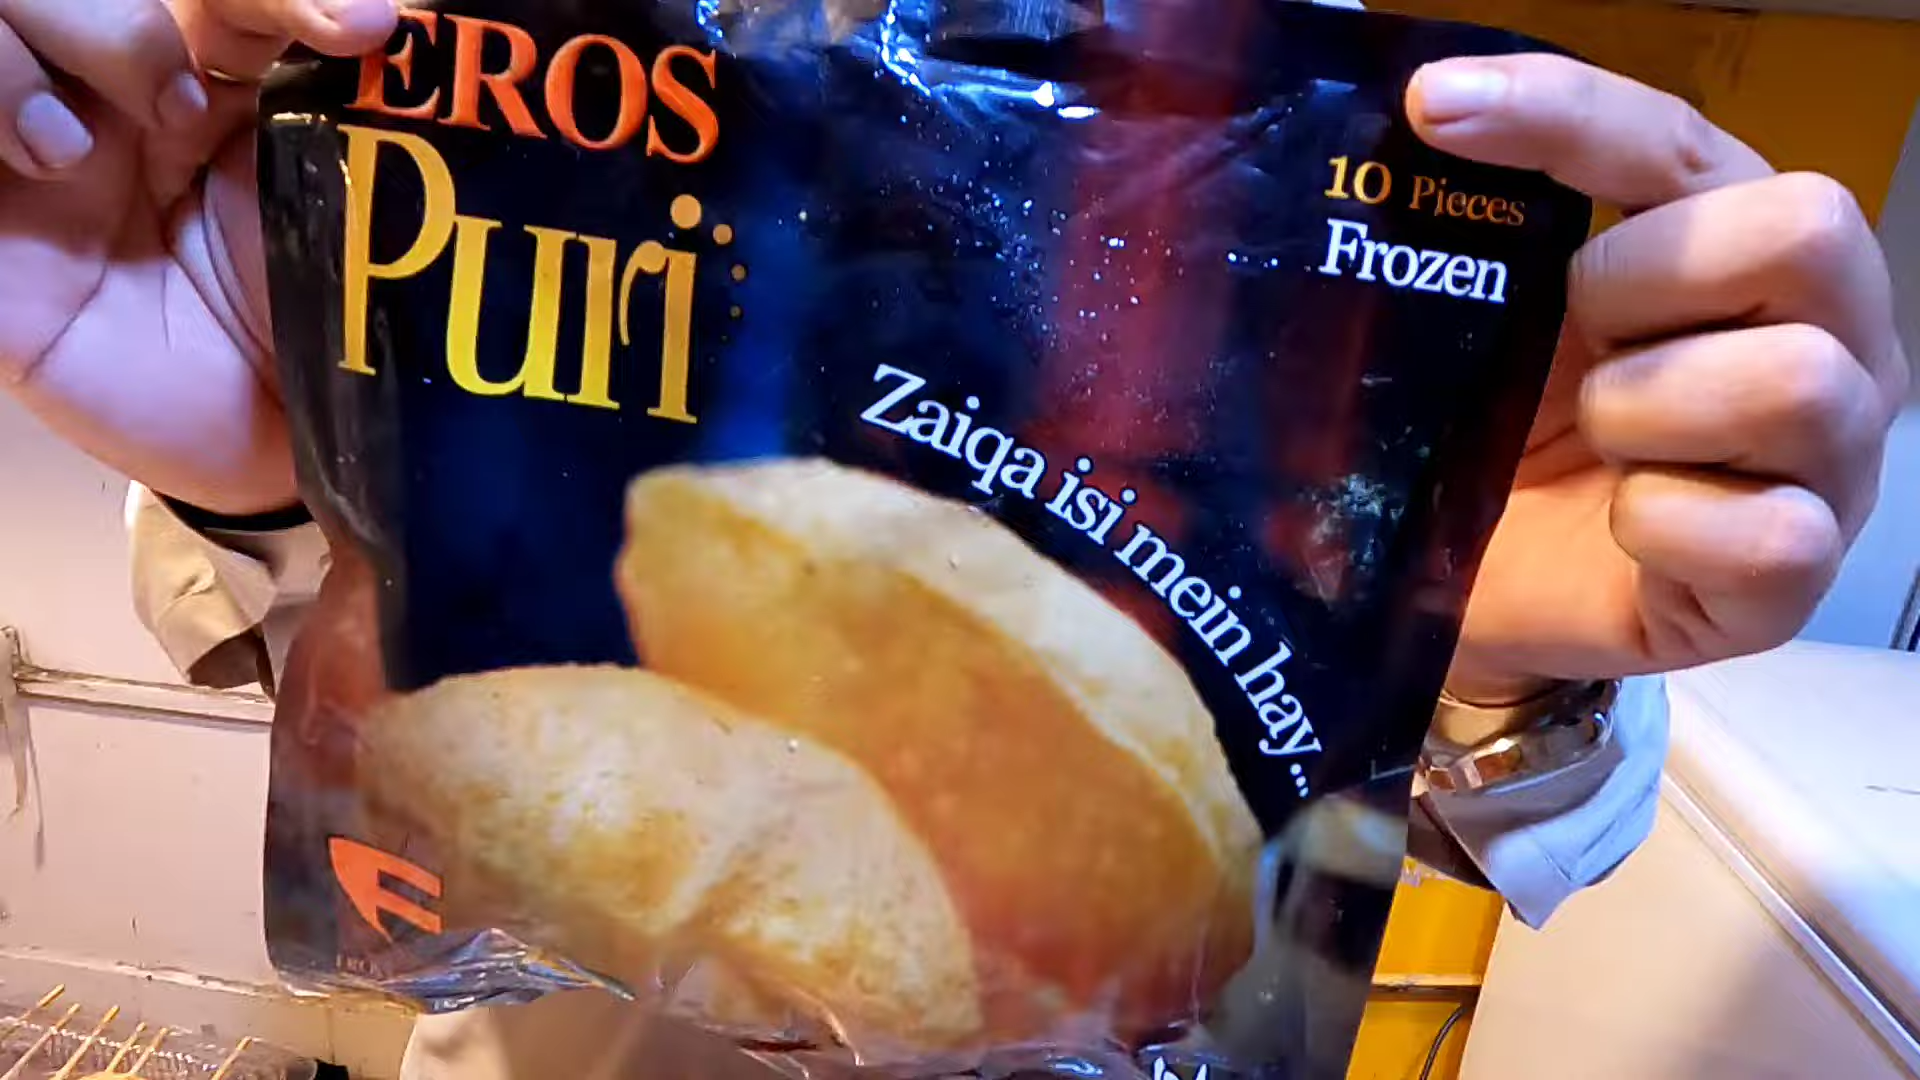 EROS
Puri
10 Pieces
Frozen
Zaiqa isi mein hay...